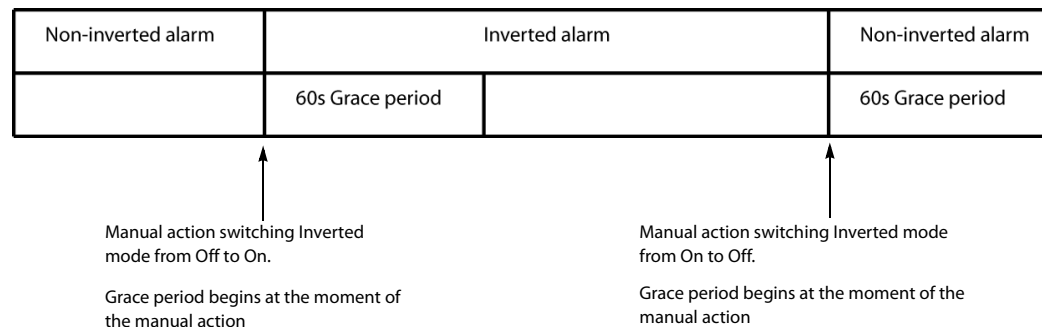 Non-inverted alarm
Inverted alarm
Non-inverted alarm
60s Grace period
60s Grace period
Manual action switching Inverted
mode from Off to On.
Grace period begins at the moment of
the manual action
Manual action switching Inverted mode
from On to Off.
Grace period begins at the moment of the
manual action